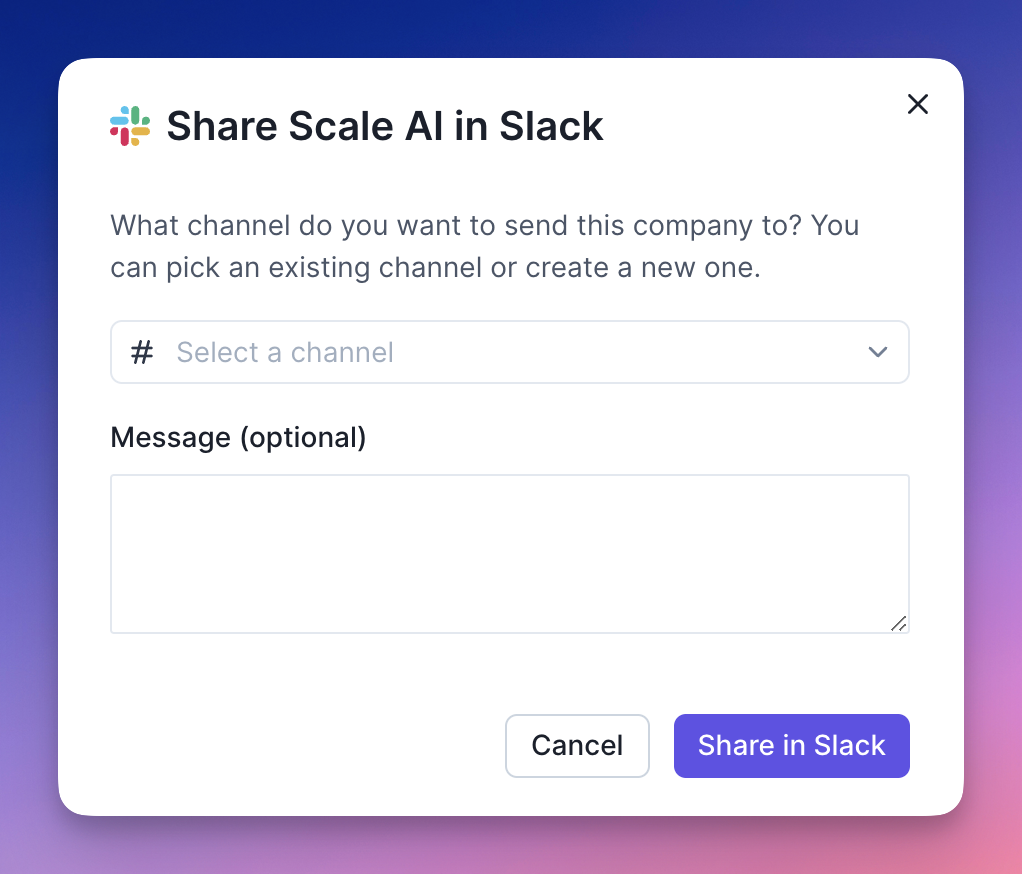 Share Scale AI in Slack
What channel do you want to send this company to? You
can pick an existing channel or create a new one.
# Select a channel
Message (optional)
Cancel
Share in Slack